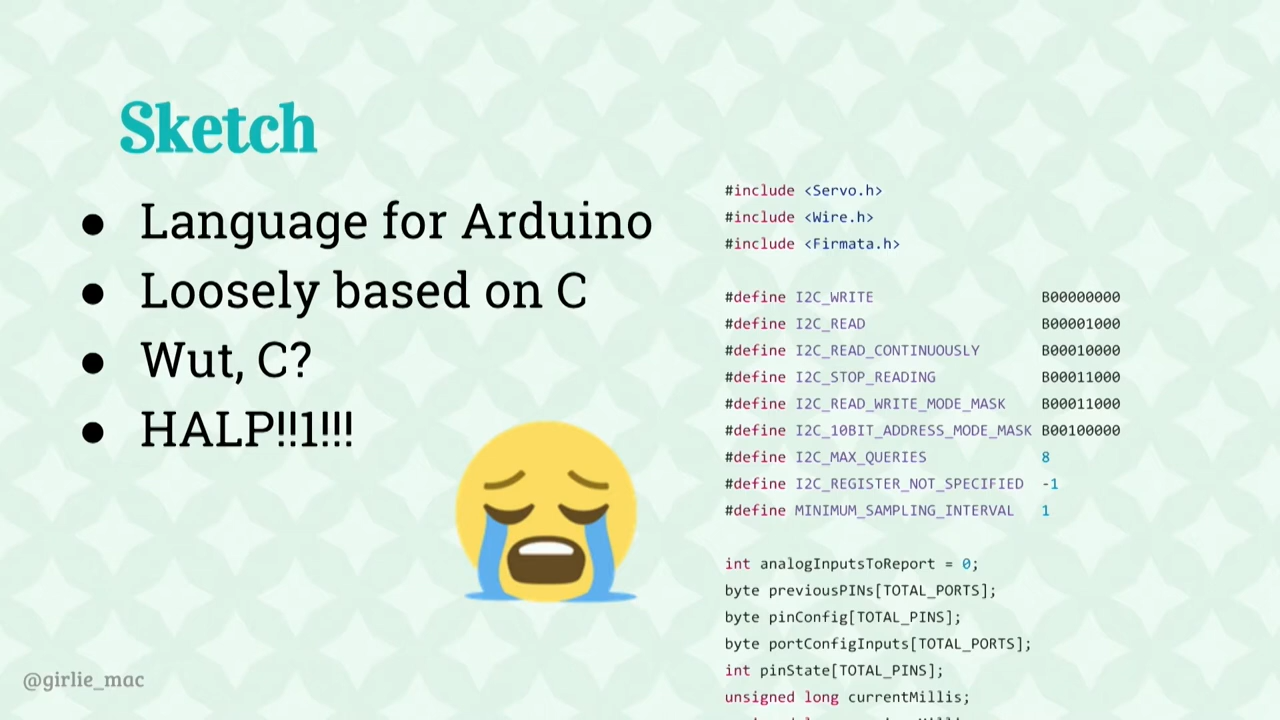 Sketch
● Language for Arduino
● Loosely based on C
● Wut, C?
● HALP!!1!!!
#include <Servo.h>
#include <Wire.h>
#include <Firmata.h>
#define I2C_WRITE B00000000
#define I2C_READ B00001000
#define I2C_READ_CONTINUOUSLY B00010000
#define I2C_STOP_READING B00011000
#define I2C_READ_WRITE_MODE_MASK B00011000
#define I2C_10BIT_ADDRESS_MODE_MASK B00100000
#define I2C_MAX_QUERIES 8
#define I2C_REGISTER_NOT_SPECIFIED -1
#define MINIMUM_SAMPLING_INTERVAL 1
int analogInputsToReport = 0;
byte previousPINs[TOTAL_PORTS];
byte pinConfig[TOTAL_PINS];
byte portConfigInputs[TOTAL_PORTS];
int pinState[TOTAL_PINS];
unsigned long currentMillis;
@girlie_mac